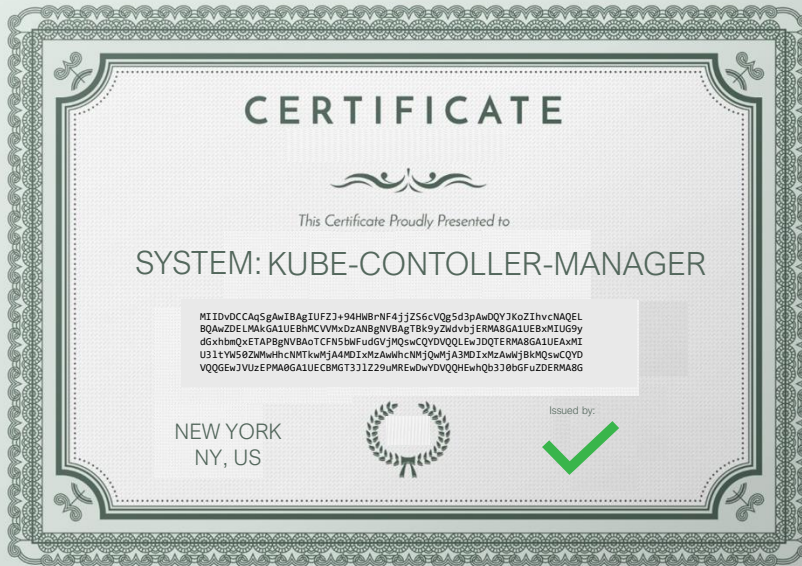 CERTIFICATE
This Certificate Proudly Presented to
SYSTEM: KUBE-CONTOLLER-MANAGER
MIIDvDCCAqSgAwIBAgIUFZJ+94HWBrNF4jjZS6cVQg5d3pAwDQYJKoZIhvcNAQEL
BQAwZDELMAkGA1UEBhMCVVMxDzANBgNVBAgTBk9yZWdvbjERMA8GA1UEBxMIUG9y
dGxhbmQxETAPBgNVBAoTCFN5bWFudGVjMQswCQYDVQQLEwJDQTERMA8GA1UEAxMI
U3ltYW50ZWMwHhcNMTkwMjA4MDIxMzAwWhcNMjQwMjA3MDIxMzAwWjBkMQswCQYD
VQQGEwJVUzEPMA0GA1UECBMGT3JlZ29uMREwDwYDVQQHEwhQb3J0bGFuZDERMA8G
NEW YORK
NY, US
Issued by: